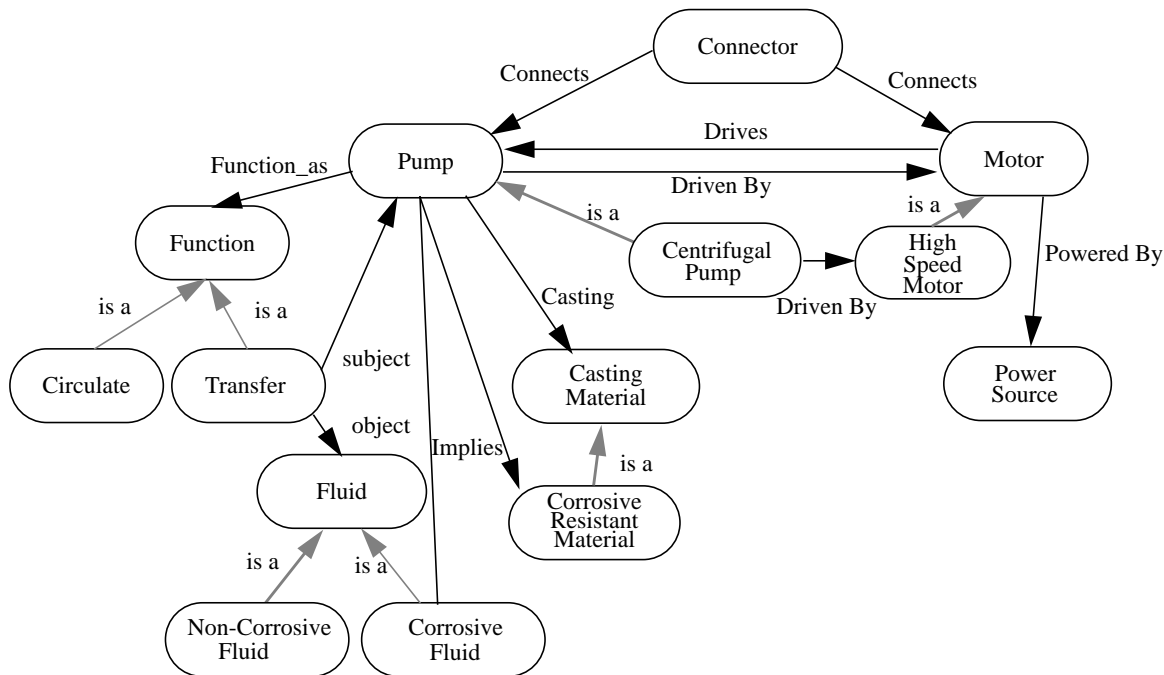 Connector
Connects
Connects
Drives
Pump
Motor
Function_as
Driven By
is a
is a
Function
Centrifugal
Pump
High
Speed
Motor
Powered By
is a
is a
Casting
Driven By
subject
Circulate
Transfer
Casting
Material
Power
Source
object
Implies
is a
Fluid
Corrosive
Resistant
Material
is a
is a
Non-Corrosive
Fluid
Corrosive
Fluid